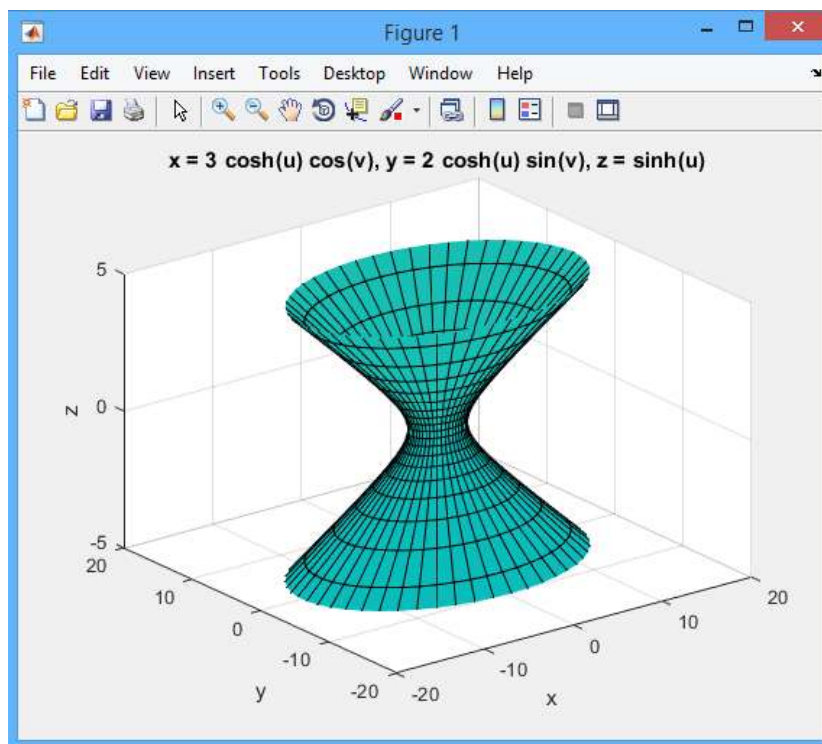 Figure 1
File Edit View Insert Tools Desktop Window Help
x = 3 cosh(u) cos(v), y = 2 cosh(u) sin(v), z = sinh(u)
5
0
-5
z
20
10
0
-10
-20
y
-20
-10
0
10
20
x